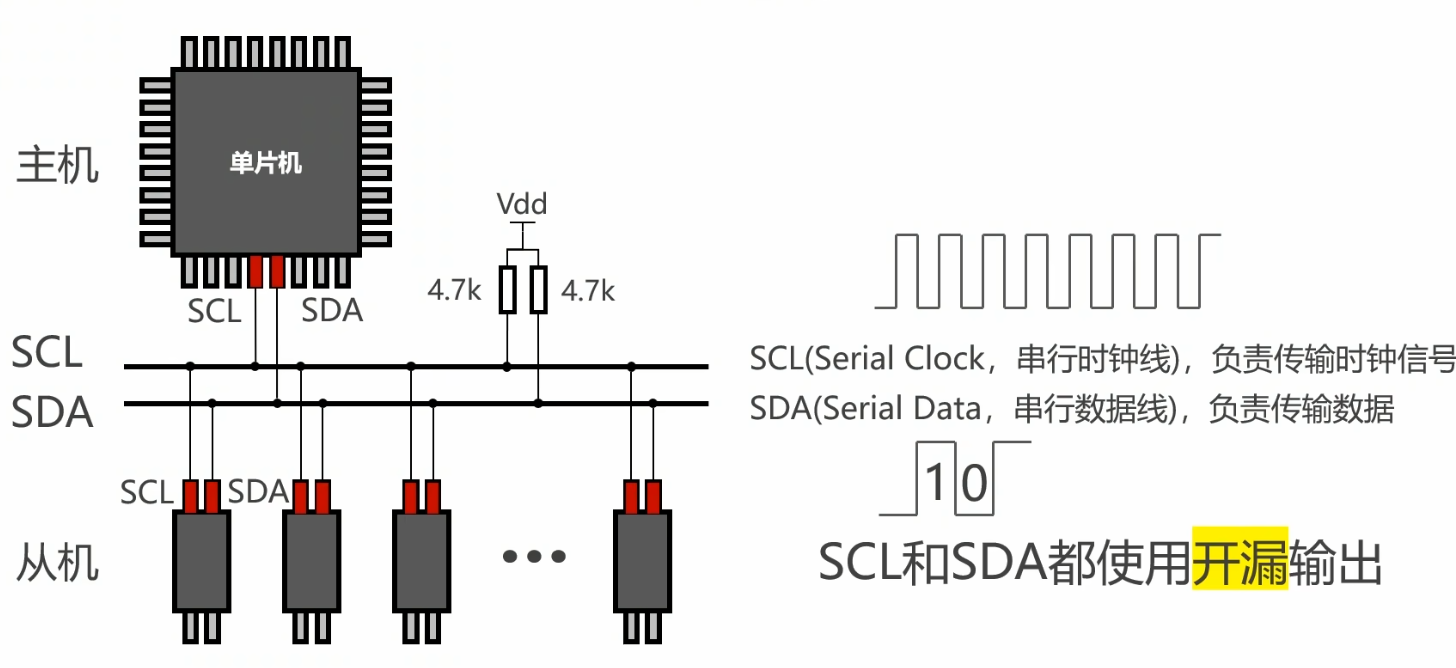 单片机
主机
Vdd
4.7k
4.7k
SCL
SDA
SCL
SDA
SCL(Serial Clock，串行时钟线)，负责传输时钟信号
SDA(Serial Data，串行数据线)，负责传输数据
10
SCL
SDA
从机
SCL和SDA都使用开漏输出